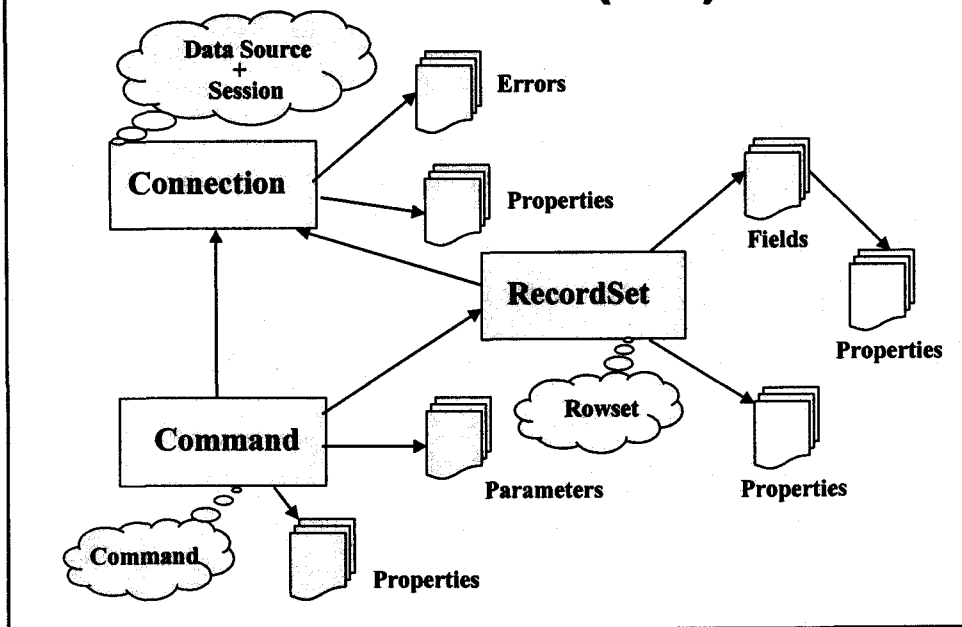 Data Source
+
Session
Errors
Connection
Properties
Fields
RecordSet
Properties
Rowset
Command
Parameters
Properties
Command
Properties